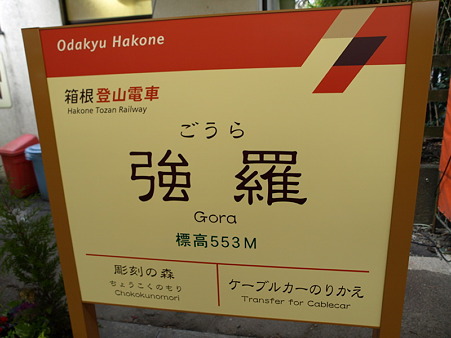 Odakyu Hakone
箱根登山電車
Hakone Tozan Railway
ごうら
強羅
Gora
標高553M
彫刻の森
ちょうこくのもり
Chokokunomori
ケーブルカーのりかえ
Transfer for Cablecar